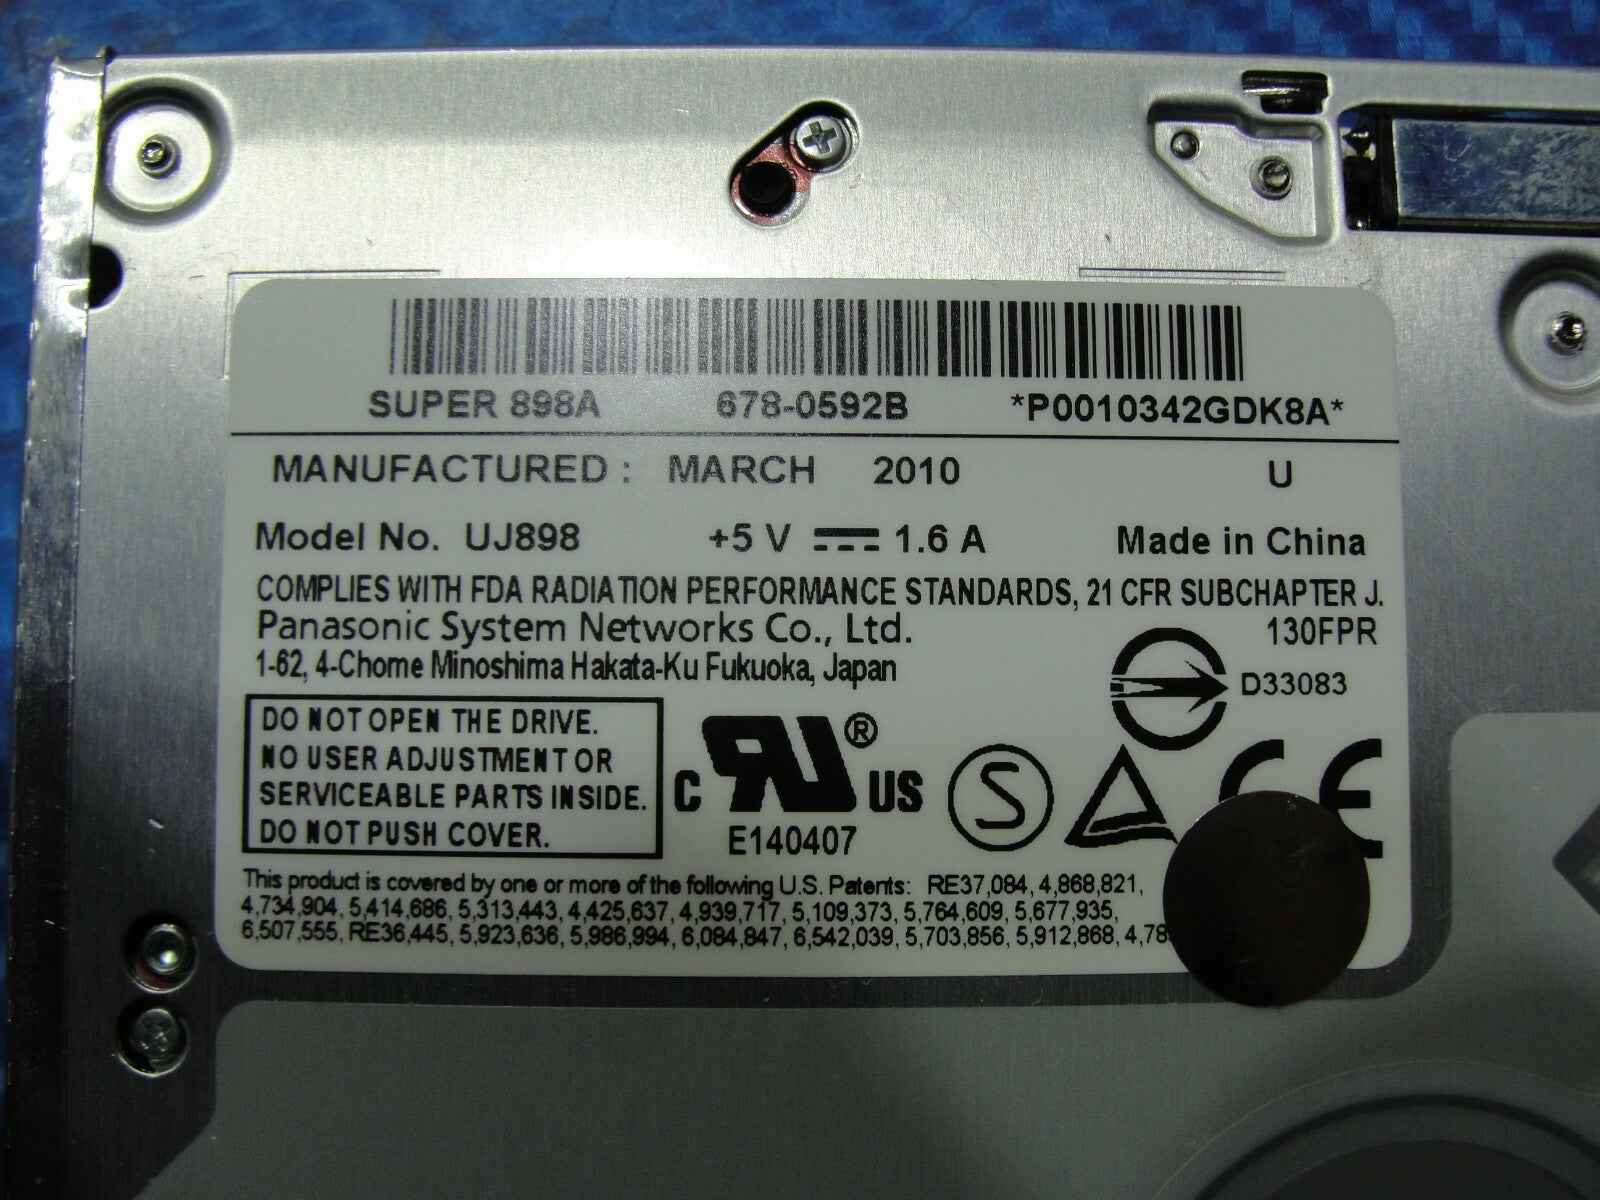 SUPER 898A 678-0592B *P0010342GDK8A*
MANUFACTURED : MARCH 2010 U
Model No. UJ898 +5 V 1.6 A Made in China
COMPLIES WITH FDA RADIATION PERFORMANCE STANDARDS, 21 CFR SUBCHAPTER J.
Panasonic System Networks Co., Ltd. 130FPR
1-62, 4-Chome Minoshima Hakata-Ku Fukuoka, Japan
D33083
DO NOT OPEN THE DRIVE.
NO USER ADJUSTMENT OR
SERVICEABLE PARTS INSIDE.
DO NOT PUSH COVER.
C RU ® US
E140407
S
CE
This product is covered by one or more of the following U.S. Patents: RE37,084, 4,868,821,
4,734,904, 5,414,686, 5,313,443, 4,425,637, 4,939,717, 5,109,373, 5,764,609, 5,677,935,
6,507,555, RE36,445, 5,923,636, 5,986,994, 6,084,847, 6,542,039, 5,703,856, 5,912,868,